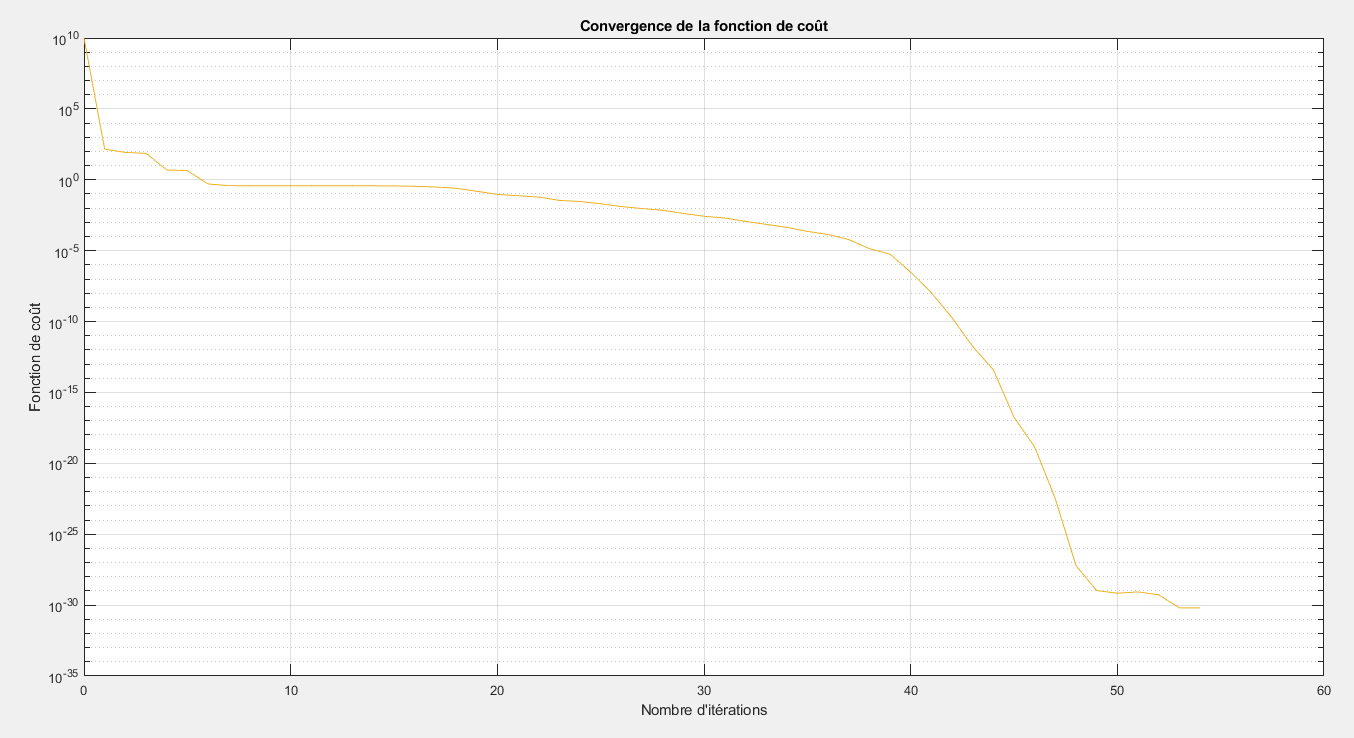 Convergence de la fonction de coût
10^10
10^5
10^0
10^-5
10^-10
10^-15
10^-20
10^-25
10^-30
10^-35
Fonction de coût
0 10 20 30 40 50 60
Nombre d'itérations